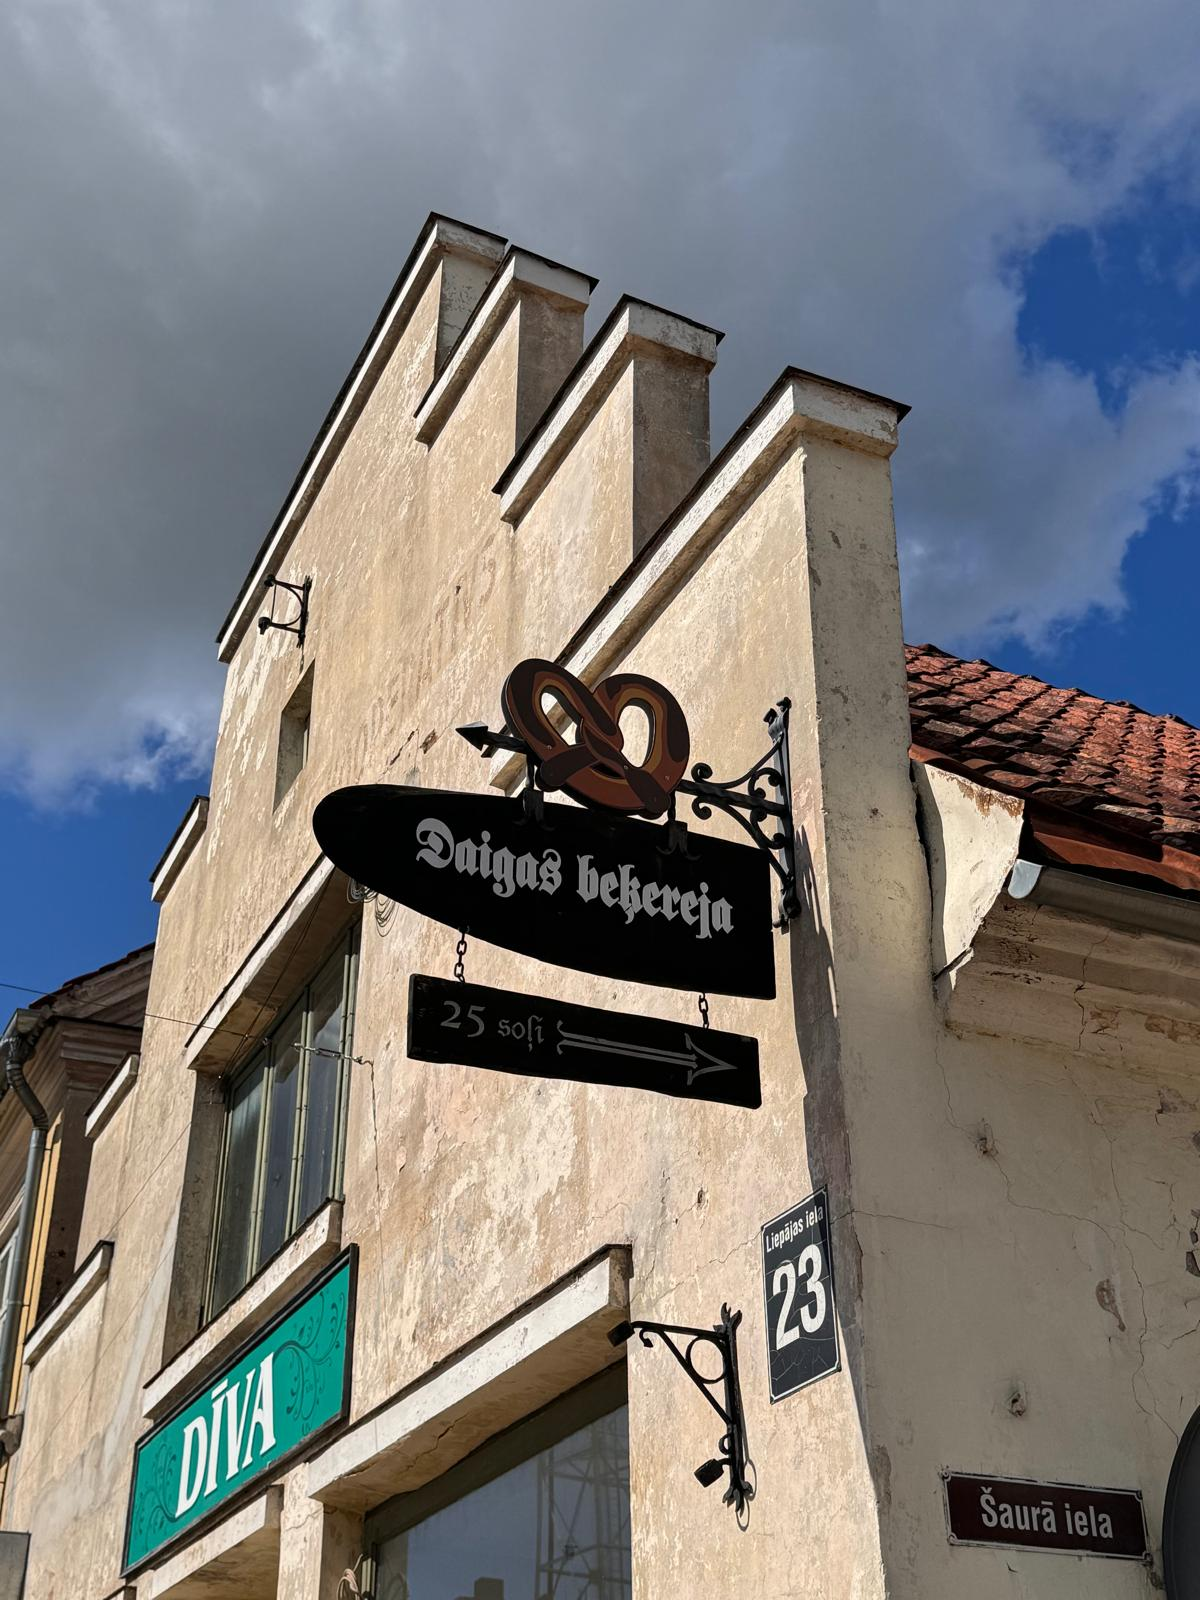 Daigas beķereja
25 soļi
Liepājas iela
23
DĪVA
Šaurā iela